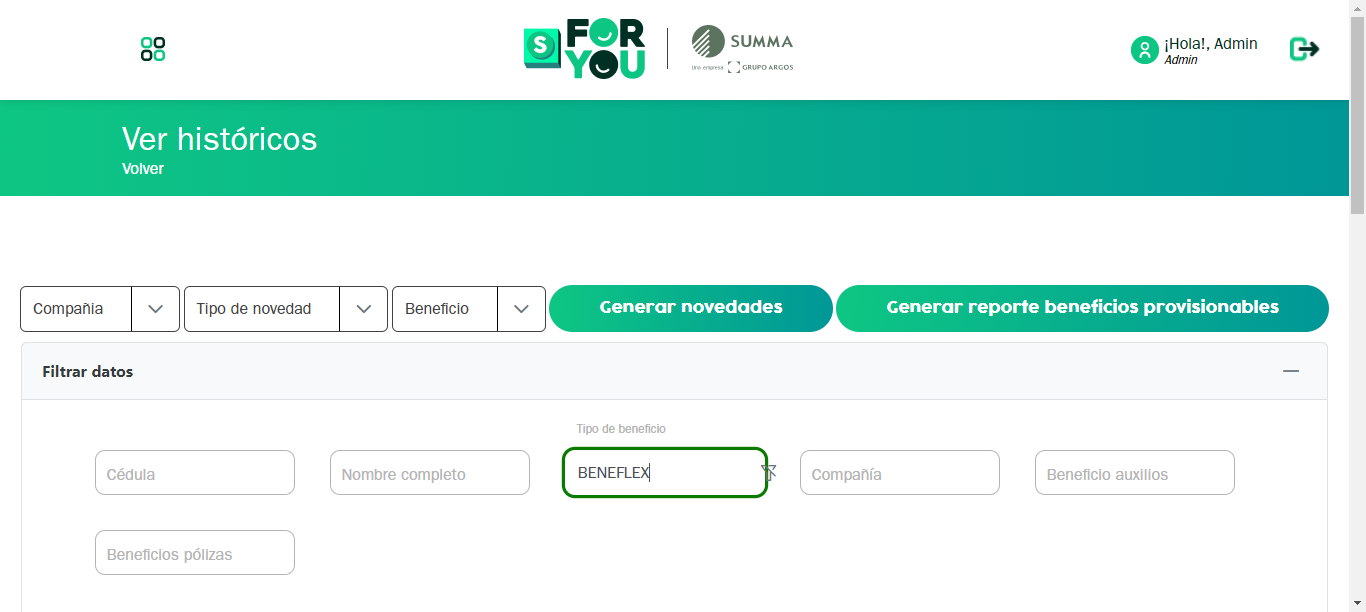 S FOR YOU
SUMMA
Una empresa GRUPO ARGOS
¡Hola!, Admin
Admin
Ver históricos
Volver
Compañia Tipo de novedad Beneficio Generar novedades Generar reporte beneficios provisionables
Filtrar datos
Tipo de beneficio
Cédula Nombre completo BENEFLEX Compañía Beneficio auxilios
Beneficios pólizas